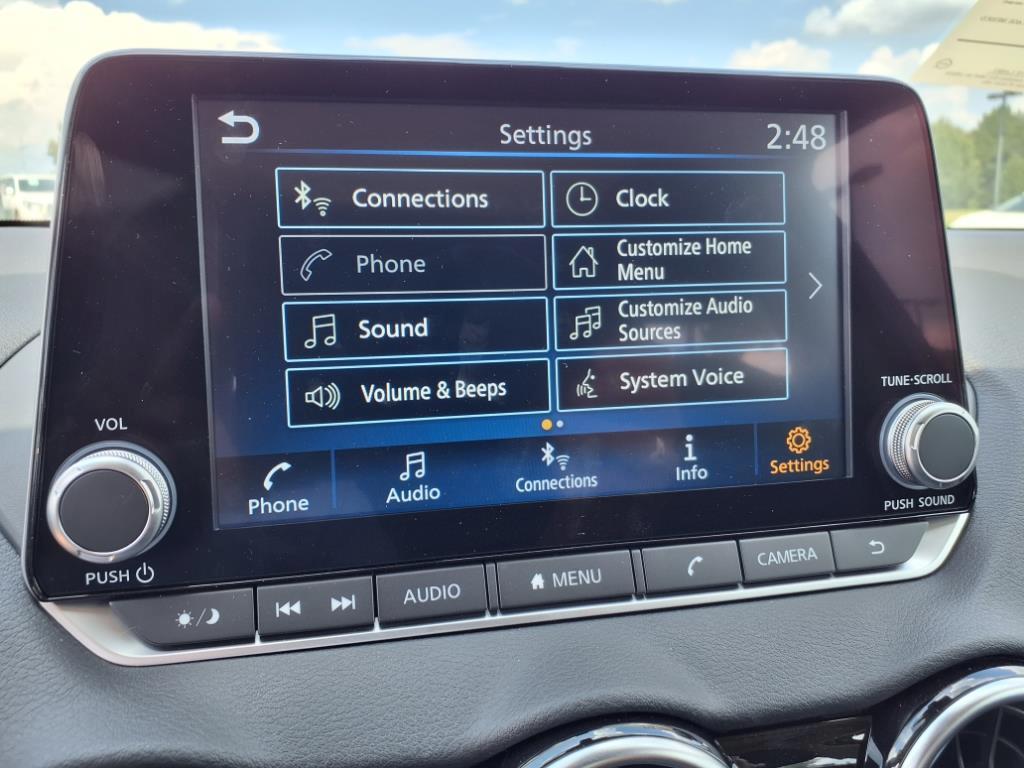 Settings
2:48
Connections
Clock
Phone
Customize Home
Menu
Sound
Customize Audio
Sources
Volume & Beeps
System Voice
Phone
Audio
Connections
Info
Settings
VOL
PUSH
TUNE·SCROLL
PUSH SOUND
AUDIO
MENU
CAMERA